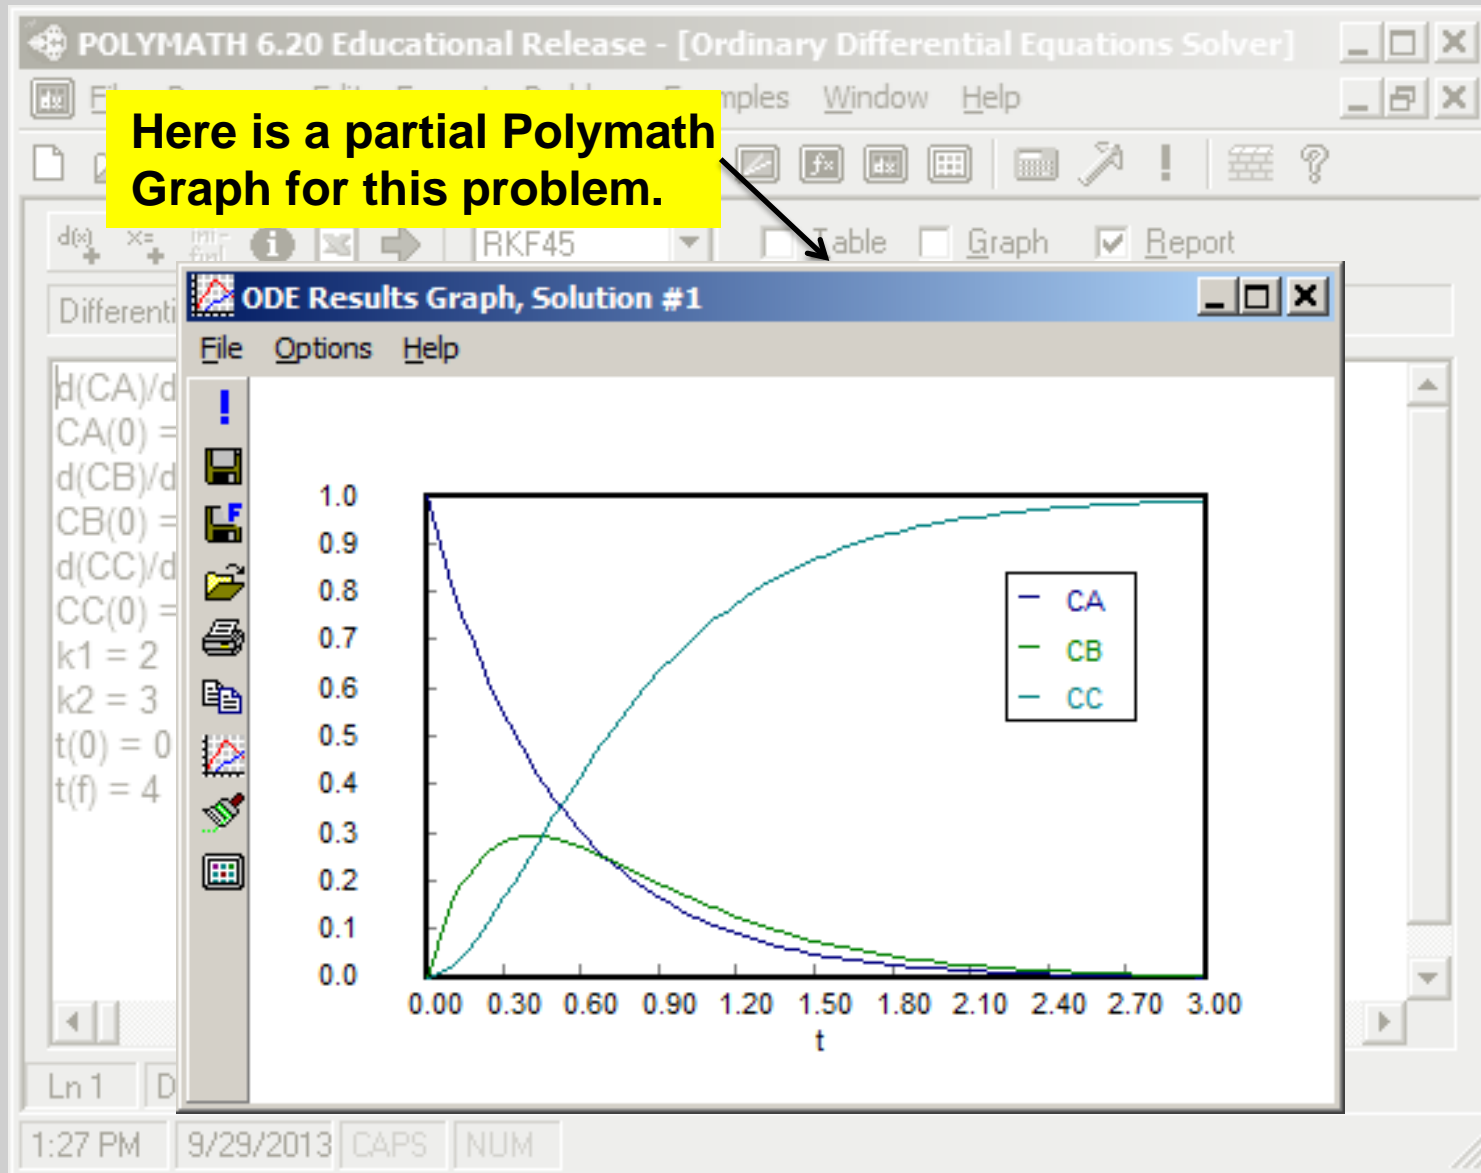 POLYMATH 6.20 Educational Release - [Ordinary Differential Equations Solver]
Window Help
Here is a partial Polymath
Graph for this problem.
d(x) x=
RKF45 Table Graph Report
ODE Results Graph, Solution #1
Differenti
File Options Help
d(CA)/d
CA(0) =
d(CB)/d
CB(0) =
d(CC)/d
CC(0) =
k1 = 2
k2 = 3
t(0) = 0
t(f) = 4
1.0
0.9
0.8
0.7
0.6
0.5
0.4
0.3
0.2
0.1
0.0
CA
CB
CC
0.00 0.30 0.60 0.90 1.20 1.50 1.80 2.10 2.40 2.70 3.00
t
Ln 1 D
1:27 PM 9/29/2013 CAPS NUM